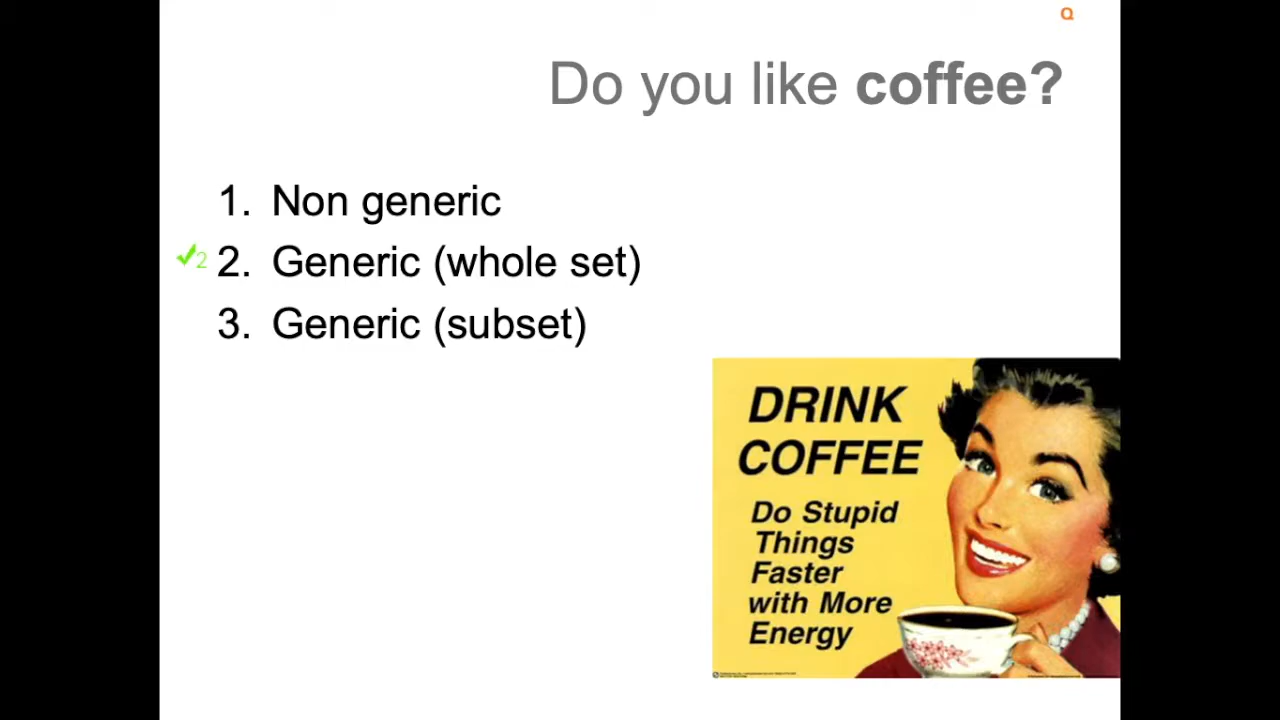 Q
Do you like coffee?
1. Non generic
2 2. Generic (whole set)
3. Generic (subset)
DRINK
COFFEE
Do Stupid
Things
Faster
with More
Energy